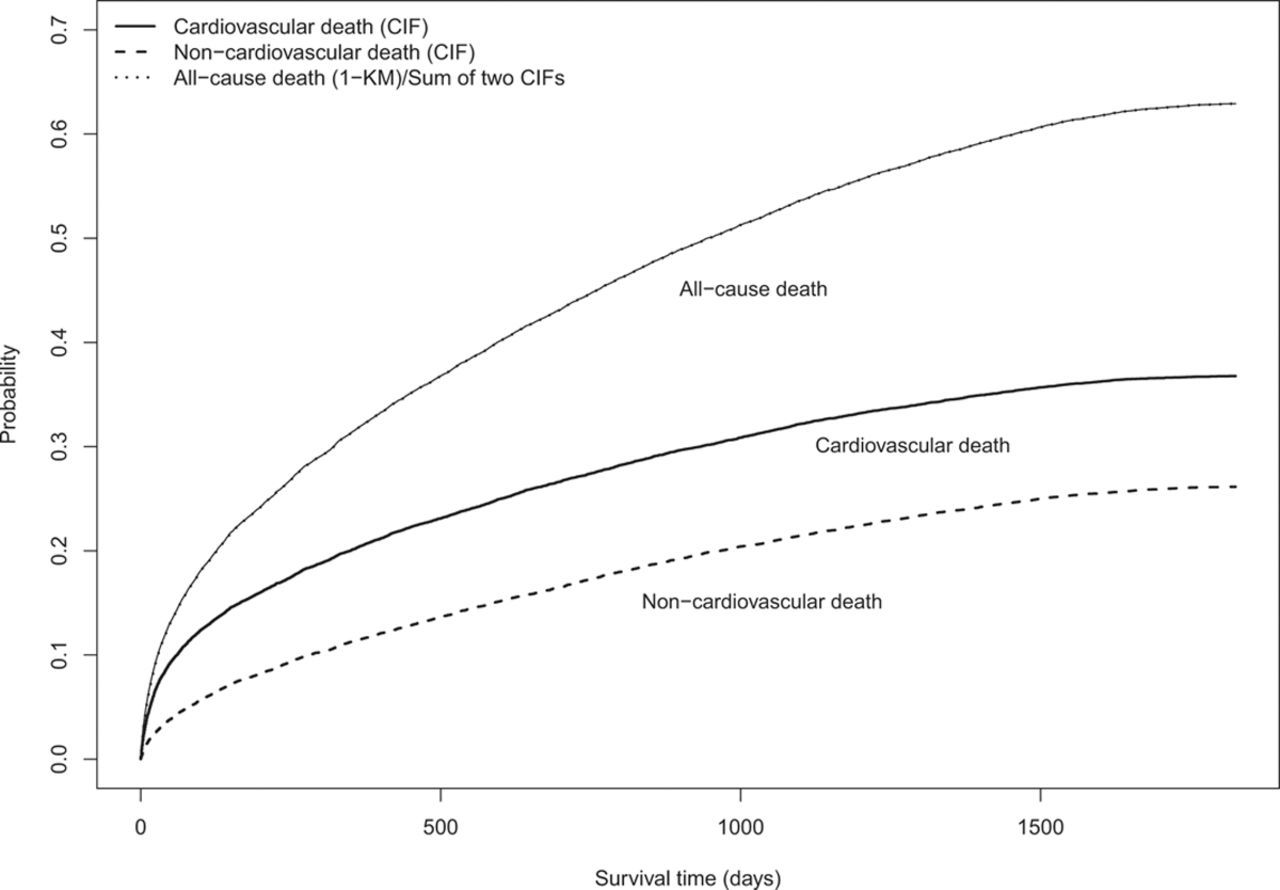 Cardiovascular death (CIF)
Non−cardiovascular death (CIF)
All−cause death (1−KM)/Sum of two CIFs
0.7
0.6
0.5
0.4
0.3
0.2
0.1
0.0
Probability
All−cause death
Cardiovascular death
Non−cardiovascular death
0 500 1000 1500
Survival time (days)